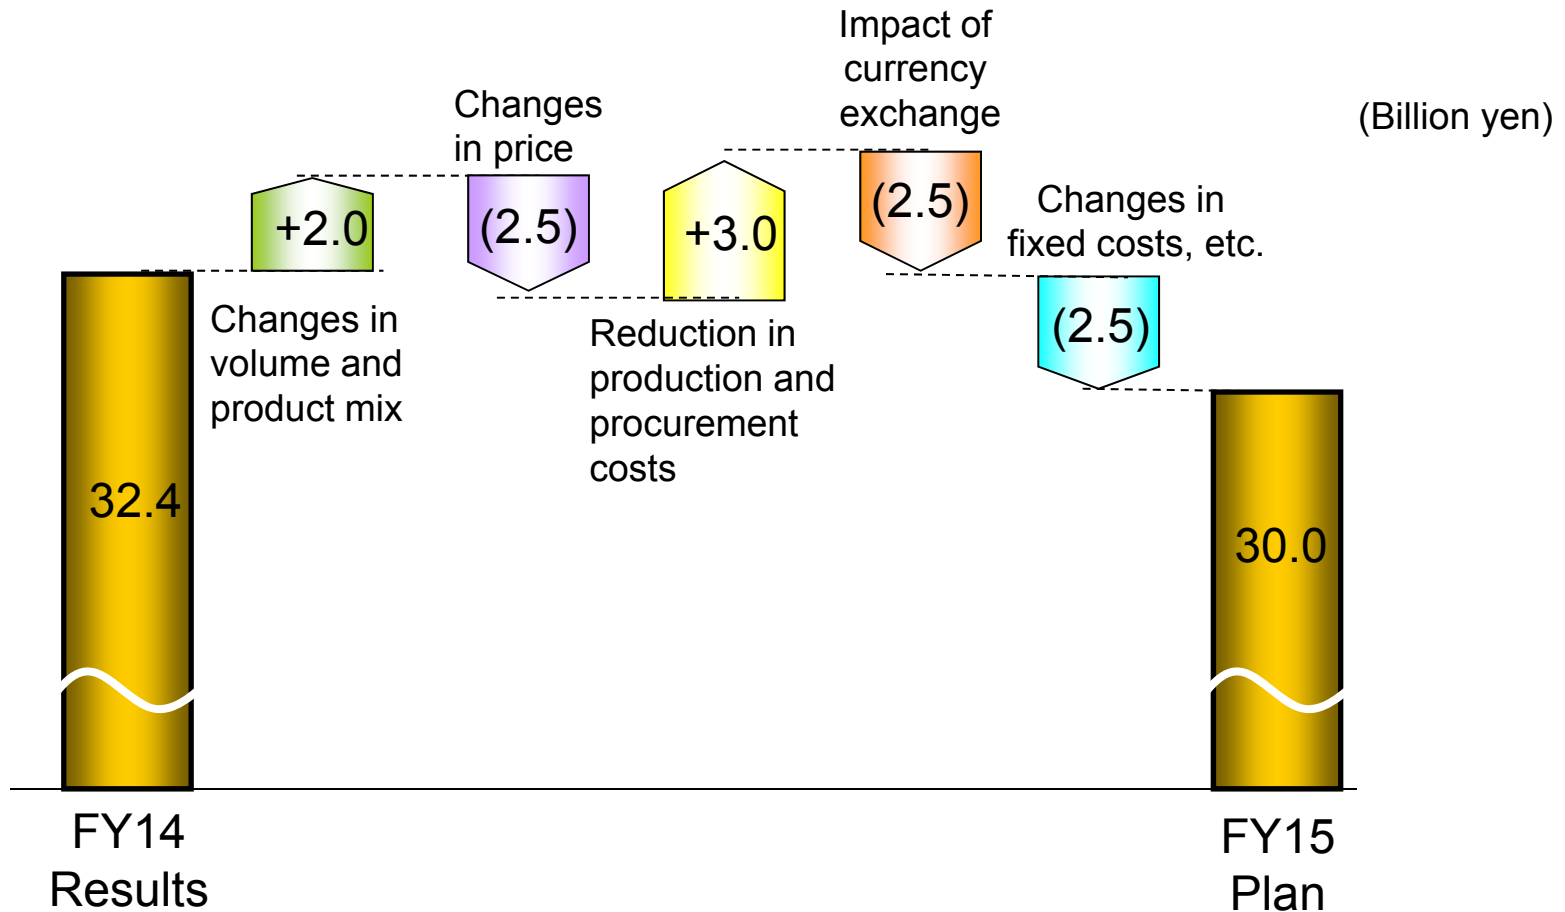 Impact of
currency
exchange
(Billion yen)
Changes
in price
+2.0
(2.5)
+3.0
(2.5)
Changes in
fixed costs, etc.
(2.5)
Changes in
volume and
product mix
Reduction in
production and
procurement
costs
32.4
30.0
FY14
Results
FY15
Plan